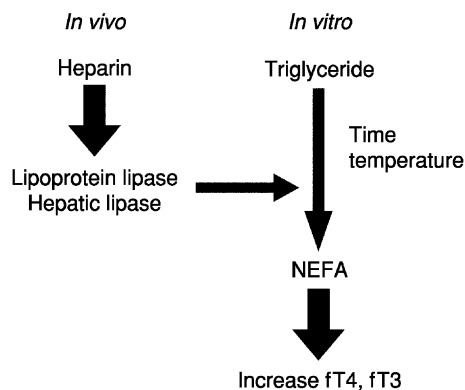 In vivo
In vitro
Heparin
Triglyceride
Time
temperature
Lipoprotein lipase
Hepatic lipase
NEFA
Increase fT4, fT3